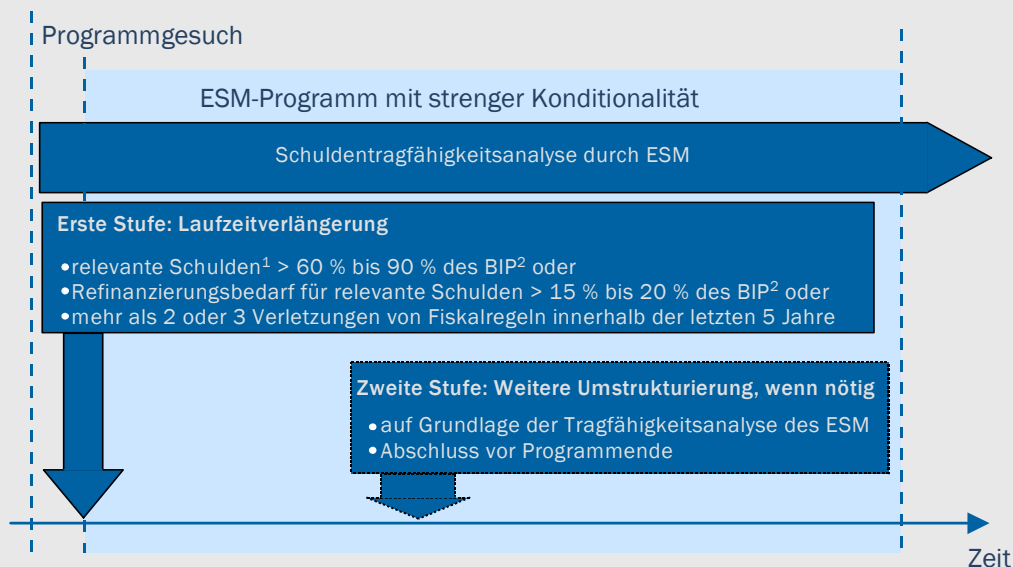 Programmgesuch
ESM-Programm mit strenger Konditionalität
Schuldentragfähigkeitsanalyse durch ESM
Erste Stufe: Laufzeitverlängerung
•relevante Schulden¹ > 60 % bis 90 % des BIP² oder
•Refinanzierungsbedarf für relevante Schulden > 15 % bis 20 % des BIP² oder
•mehr als 2 oder 3 Verletzungen von Fiskalregeln innerhalb der letzten 5 Jahre
Zweite Stufe: Weitere Umstrukturierung, wenn nötig
•auf Grundlage der Tragfähigkeitsanalyse des ESM
•Abschluss vor Programmende
Zeit